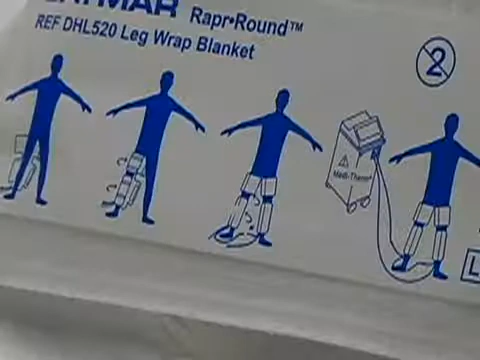 Rapr•Round™
REF DHL520 Leg Wrap Blanket
2
Medi-Therm
L